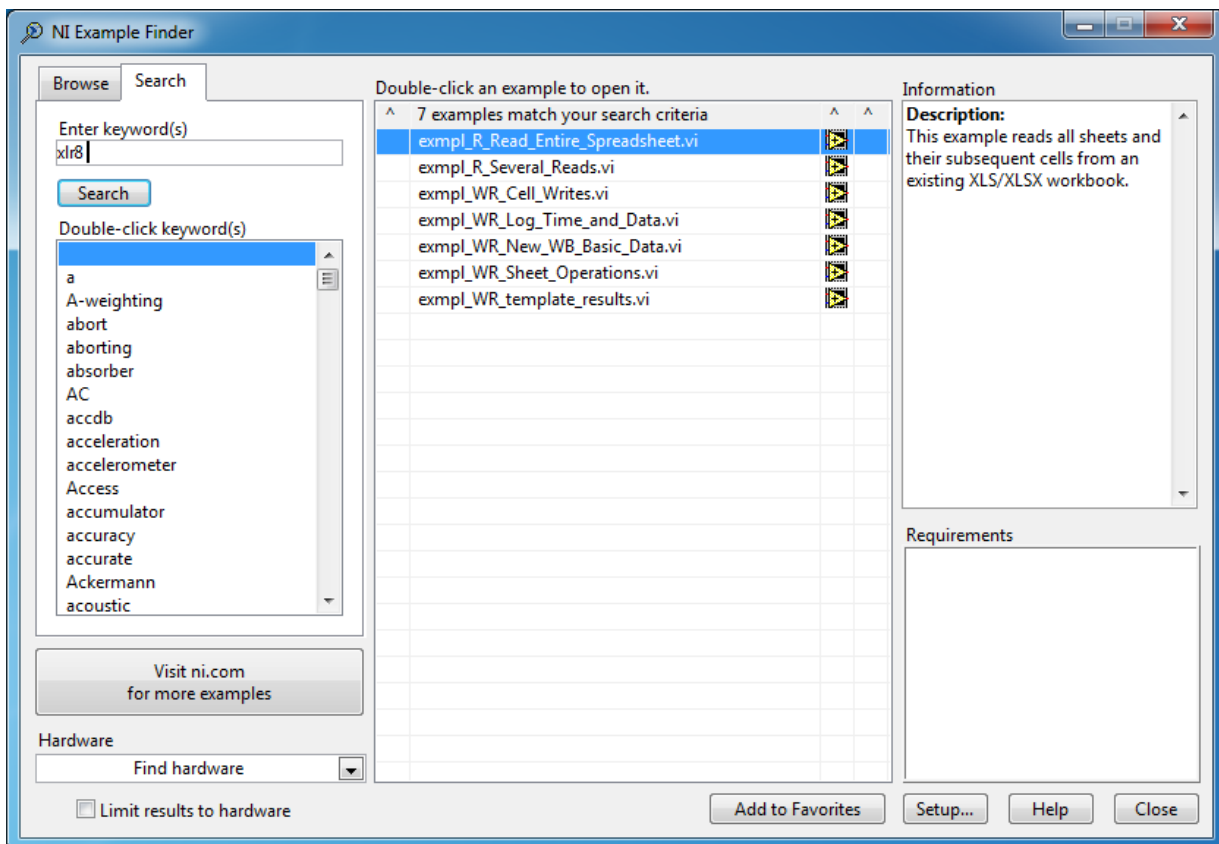 NI Example Finder
Browse
Search
Enter keyword(s)
xlr8
Search
Double-click keyword(s)
a
A-weighting
abort
aborting
absorber
AC
accdb
acceleration
accelerometer
Access
accumulator
accuracy
accurate
Ackermann
acoustic
Visit ni.com
for more examples
Hardware
Find hardware
Limit results to hardware
Double-click an example to open it.
^ 7 examples match your search criteria ^ ^
exmpl_R_Read_Entire_Spreadsheet.vi
exmpl_R_Several_Reads.vi
exmpl_WR_Cell_Writes.vi
exmpl_WR_Log_Time_and_Data.vi
exmpl_WR_New_WB_Basic_Data.vi
exmpl_WR_Sheet_Operations.vi
exmpl_WR_template_results.vi
Information
Description:
This example reads all sheets and
their subsequent cells from an
existing XLS/XLSX workbook.
Requirements
Add to Favorites
Setup...
Help
Close